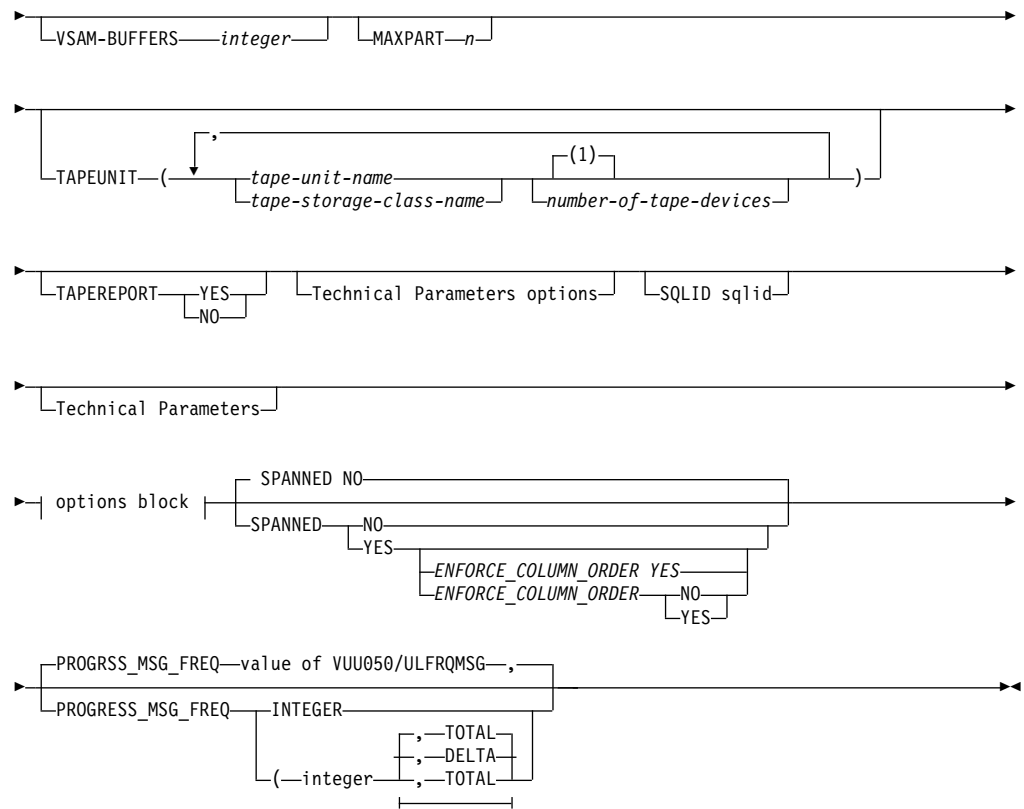 VSAM-BUFFERS integer MAXPART n
,
(1)
TAPEUNIT ( tape-unit-name )
tape-storage-class-name number-of-tape-devices
TAPEREPORT YES Technical Parameters options SQLID sqlid
NO
Technical Parameters
SPANNED NO
options block
SPANNED NO
YES
ENFORCE_COLUMN_ORDER YES
ENFORCE_COLUMN_ORDER NO
YES
PROGRSS_MSG_FREQ value of VUU050/ULFRQMSG ,
PROGRESS_MSG_FREQ INTEGER
, TOTAL
, DELTA
( integer , TOTAL